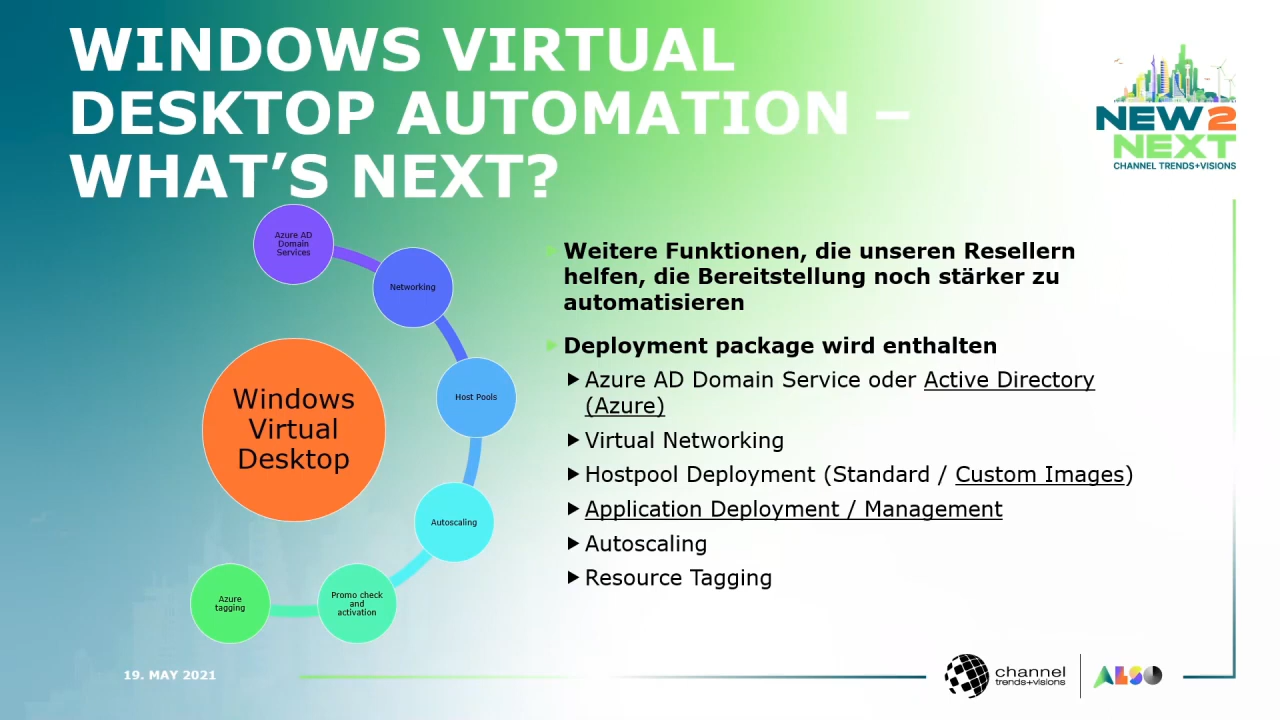 WINDOWS VIRTUAL
DESKTOP AUTOMATION –
WHAT’S NEXT?
NEW2
NEXT
CHANNEL TRENDS+VISIONS
Azure AD
Domain
Services
Networking
Host Pools
Autoscaling
Promo check
and
activation
Azure
tagging
Windows
Virtual
Desktop
Weitere Funktionen, die unseren Resellern
helfen, die Bereitstellung noch stärker zu
automatisieren
Deployment package wird enthalten
Azure AD Domain Service oder Active Directory
(Azure)
Virtual Networking
Hostpool Deployment (Standard / Custom Images)
Application Deployment / Management
Autoscaling
Resource Tagging
19. MAY 2021
channel
trends+visions
ALSO